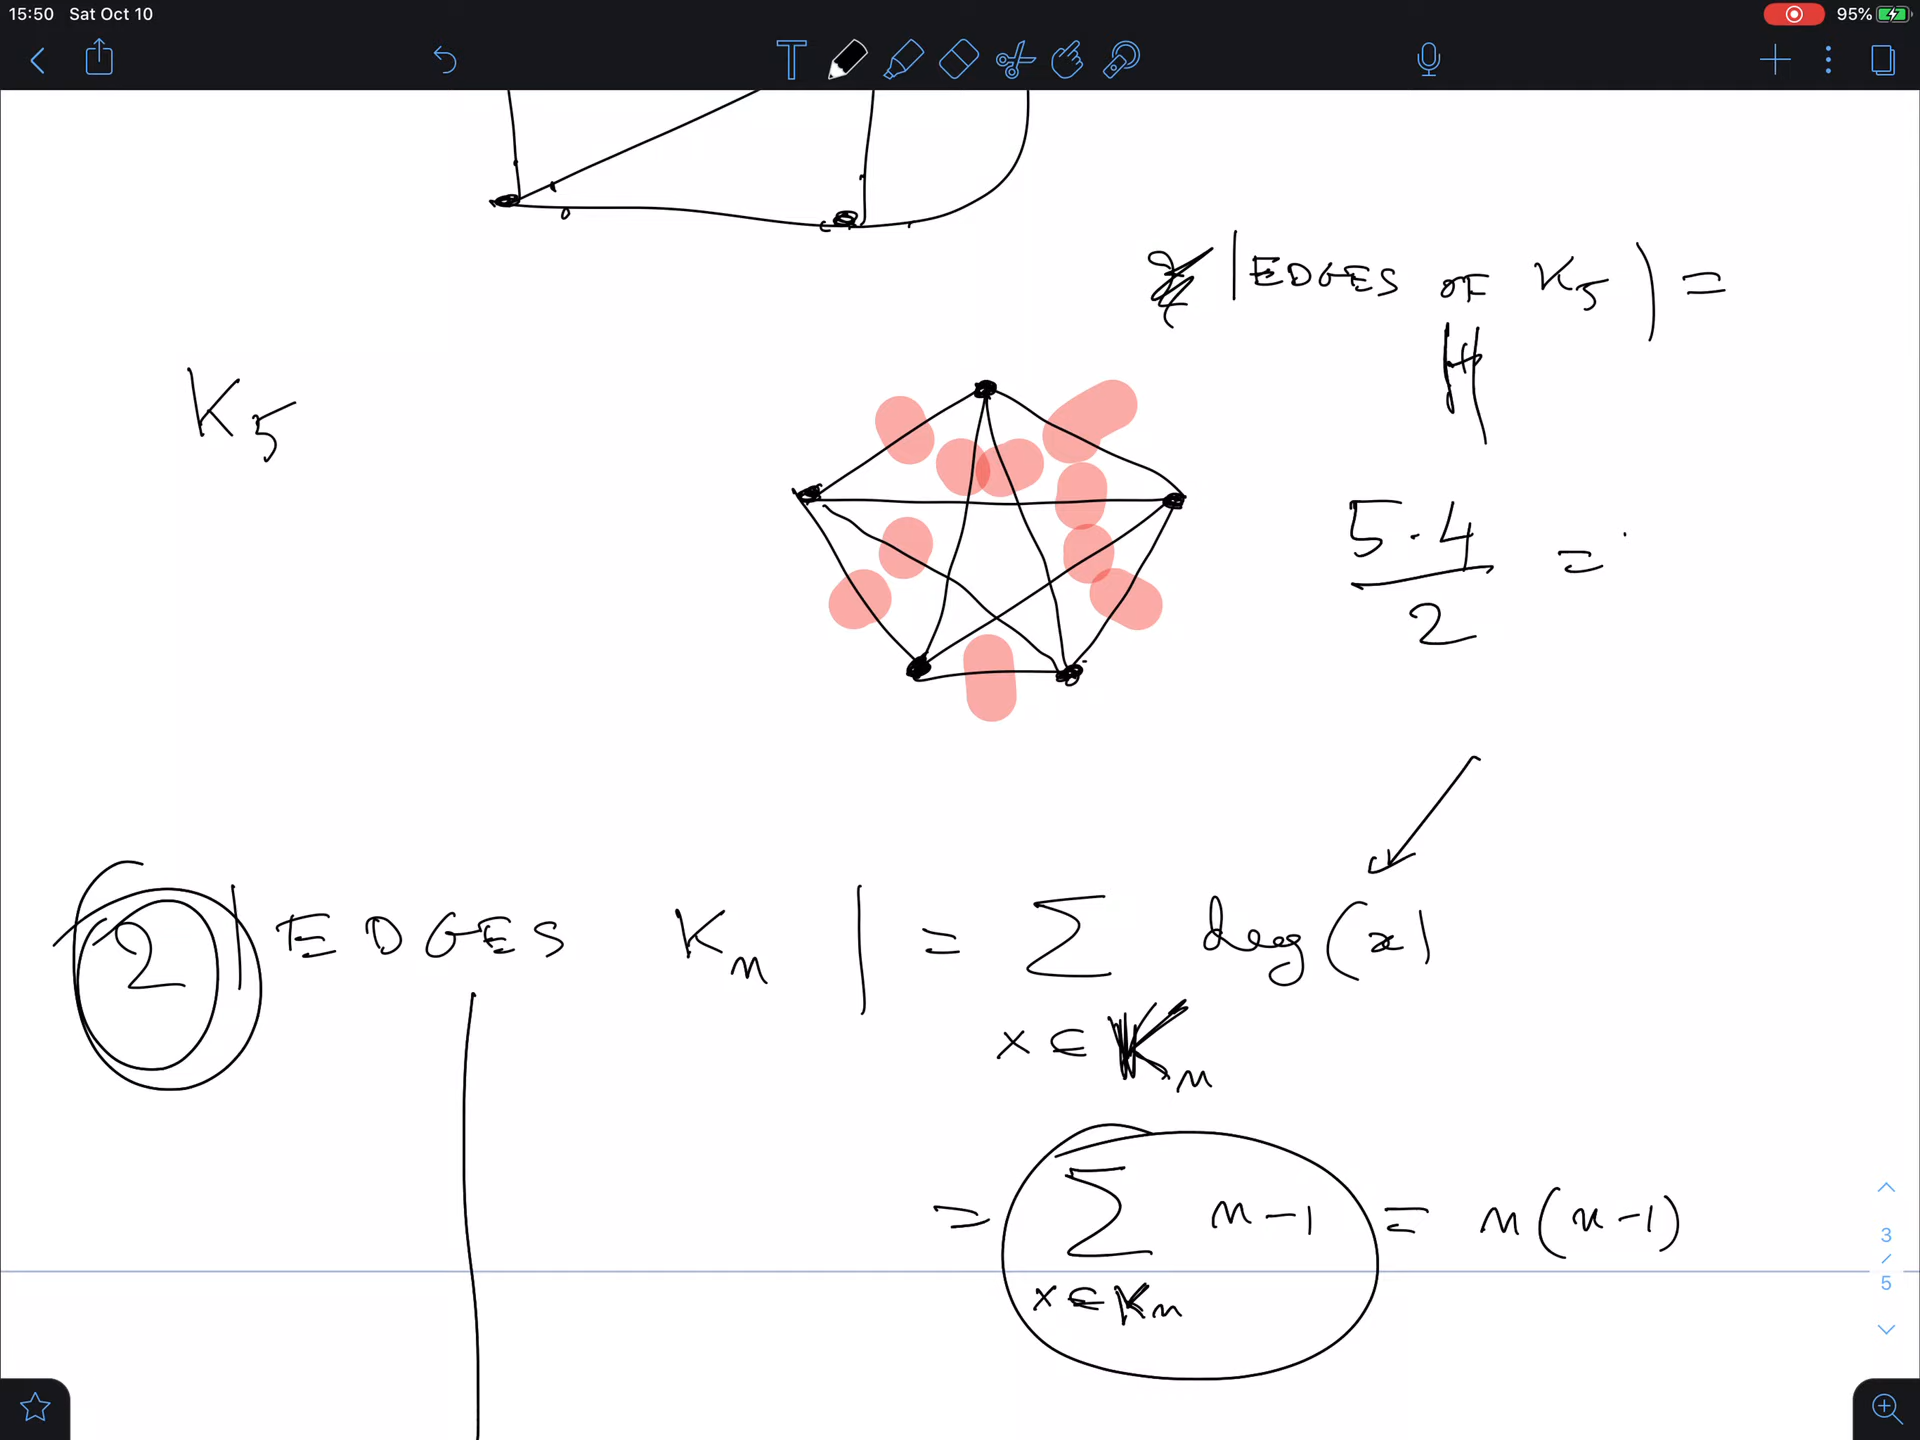 15:50 Sat Oct 10
95%
T
|EDGES OF K5| =
K5
5·4
2
=
2 |EDGES Kn| = Σ deg(x)
x ∈ Kn
= Σ n-1 = n(n-1)
x ∈ Kn
3
/
5